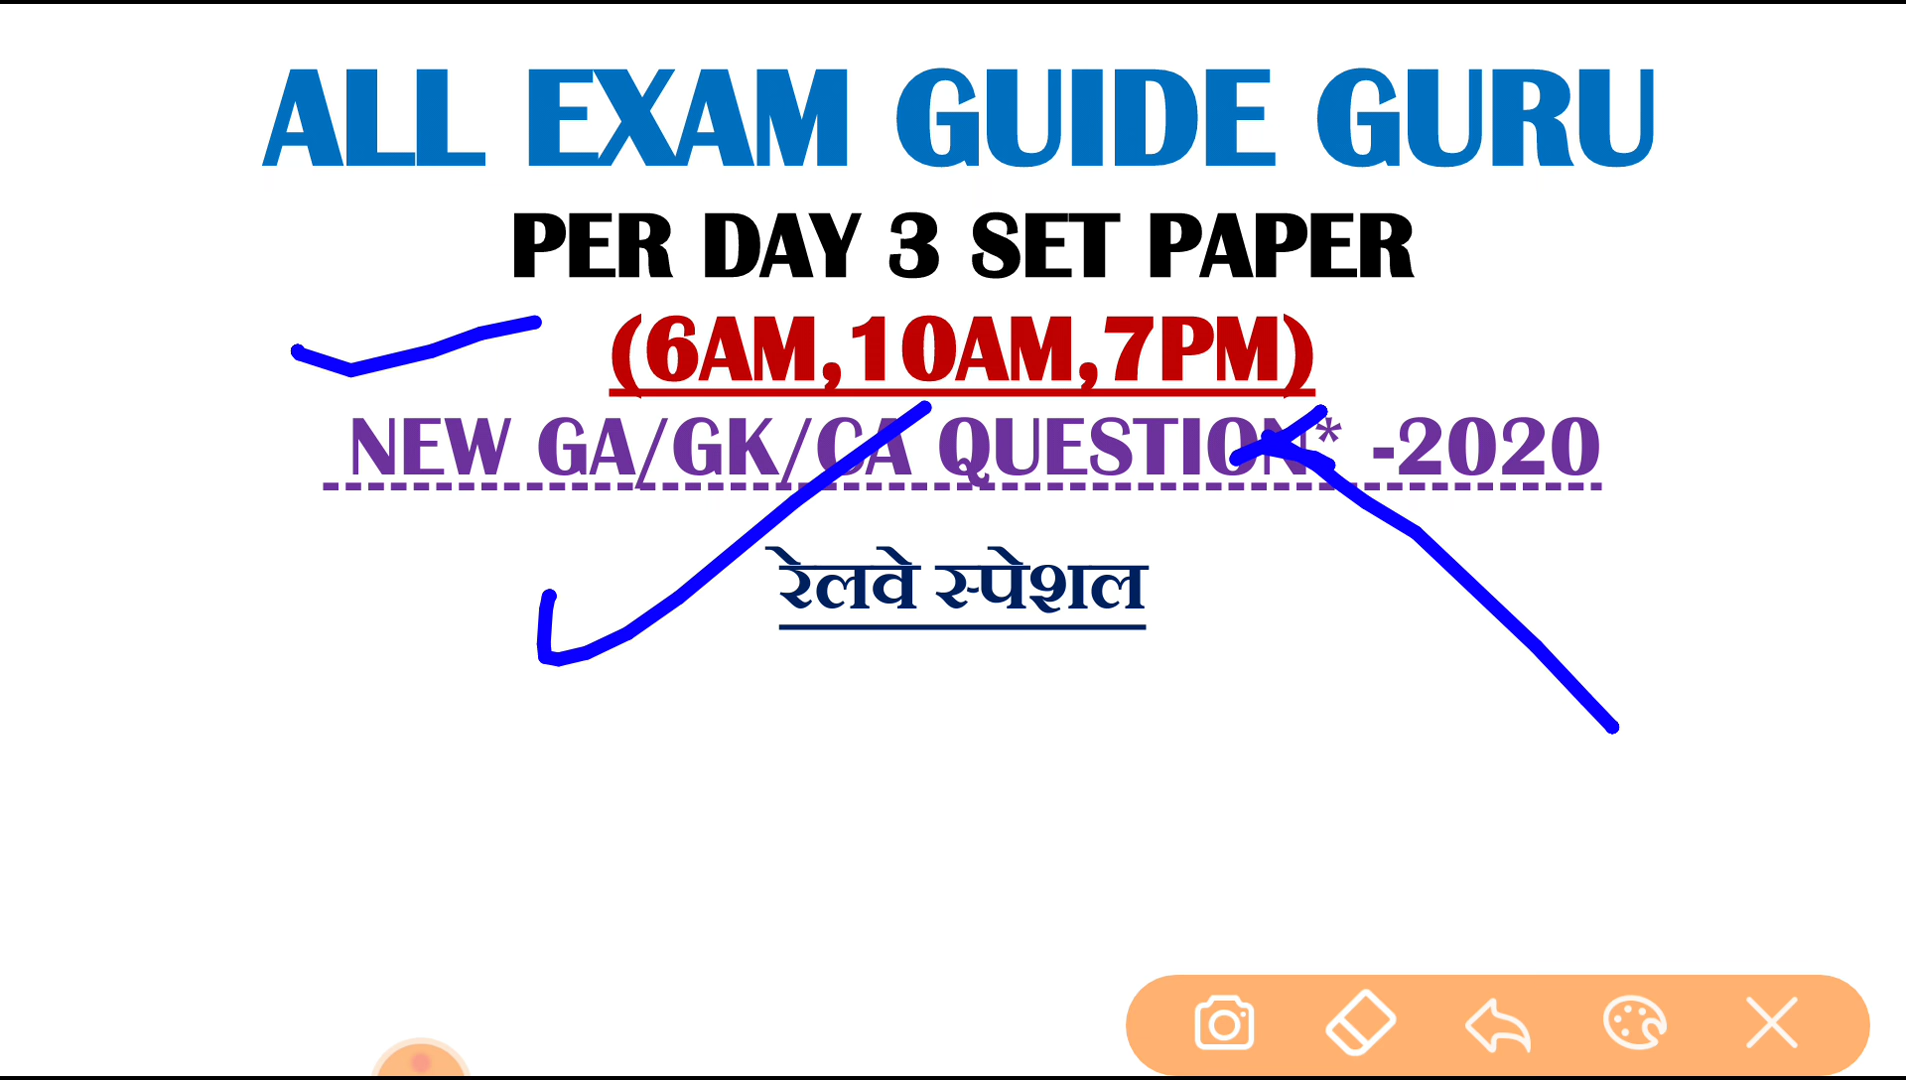 ALL EXAM GUIDE GURU
PER DAY 3 SET PAPER
(6AM,10AM,7PM)
NEW GA/GK/CA QUESTION* -2020
रेलवे स्पेशल